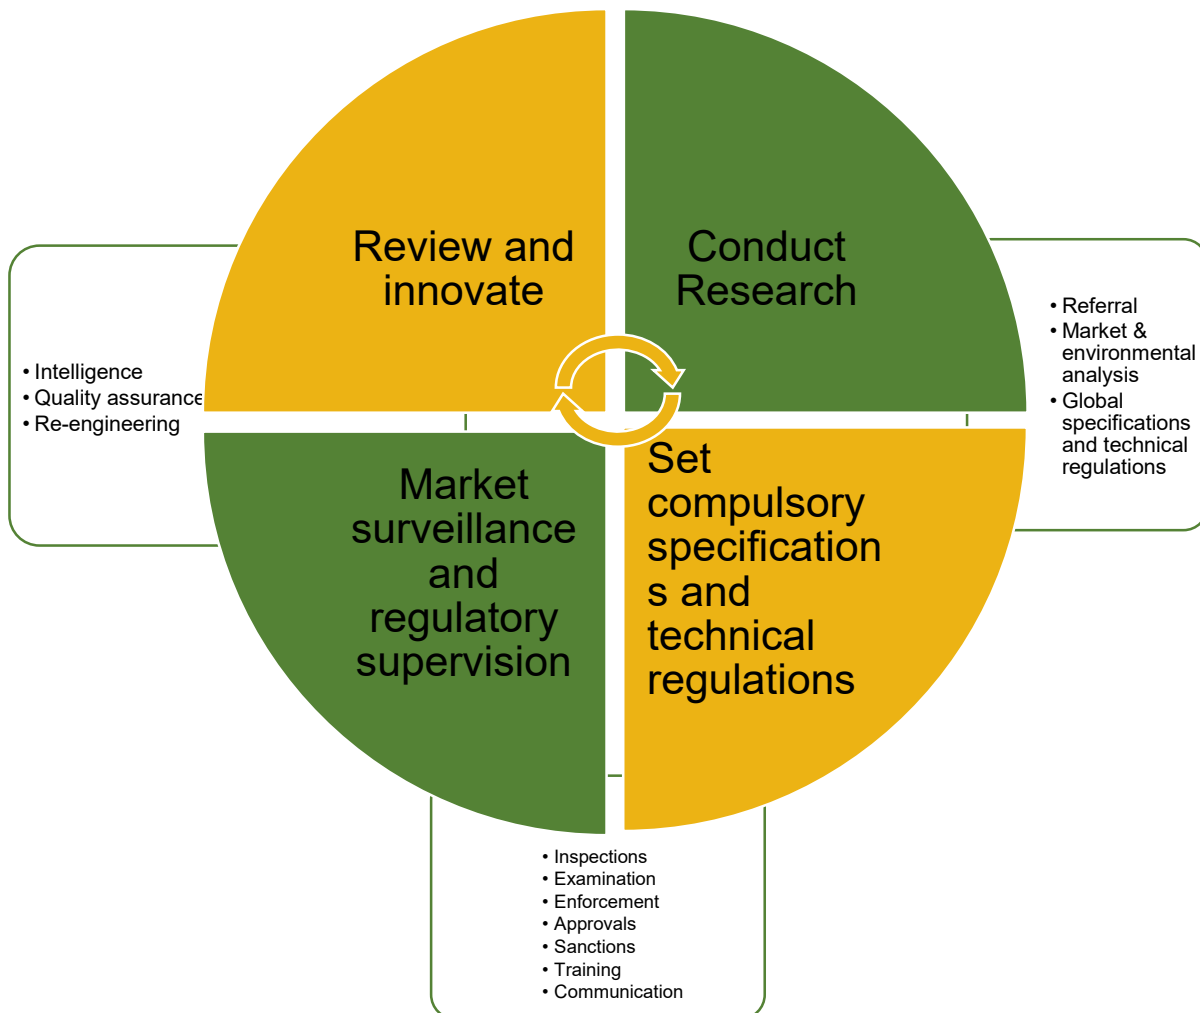 Review and
innovate
Conduct
Research
• Intelligence
• Quality assurance
• Re-engineering
• Referral
• Market &
environmental
analysis
• Global
specifications
and technical
regulations
Market
surveillance
and
regulatory
supervision
Set
compulsory
specification
s and
technical
regulations
• Inspections
• Examination
• Enforcement
• Approvals
• Sanctions
• Training
• Communication